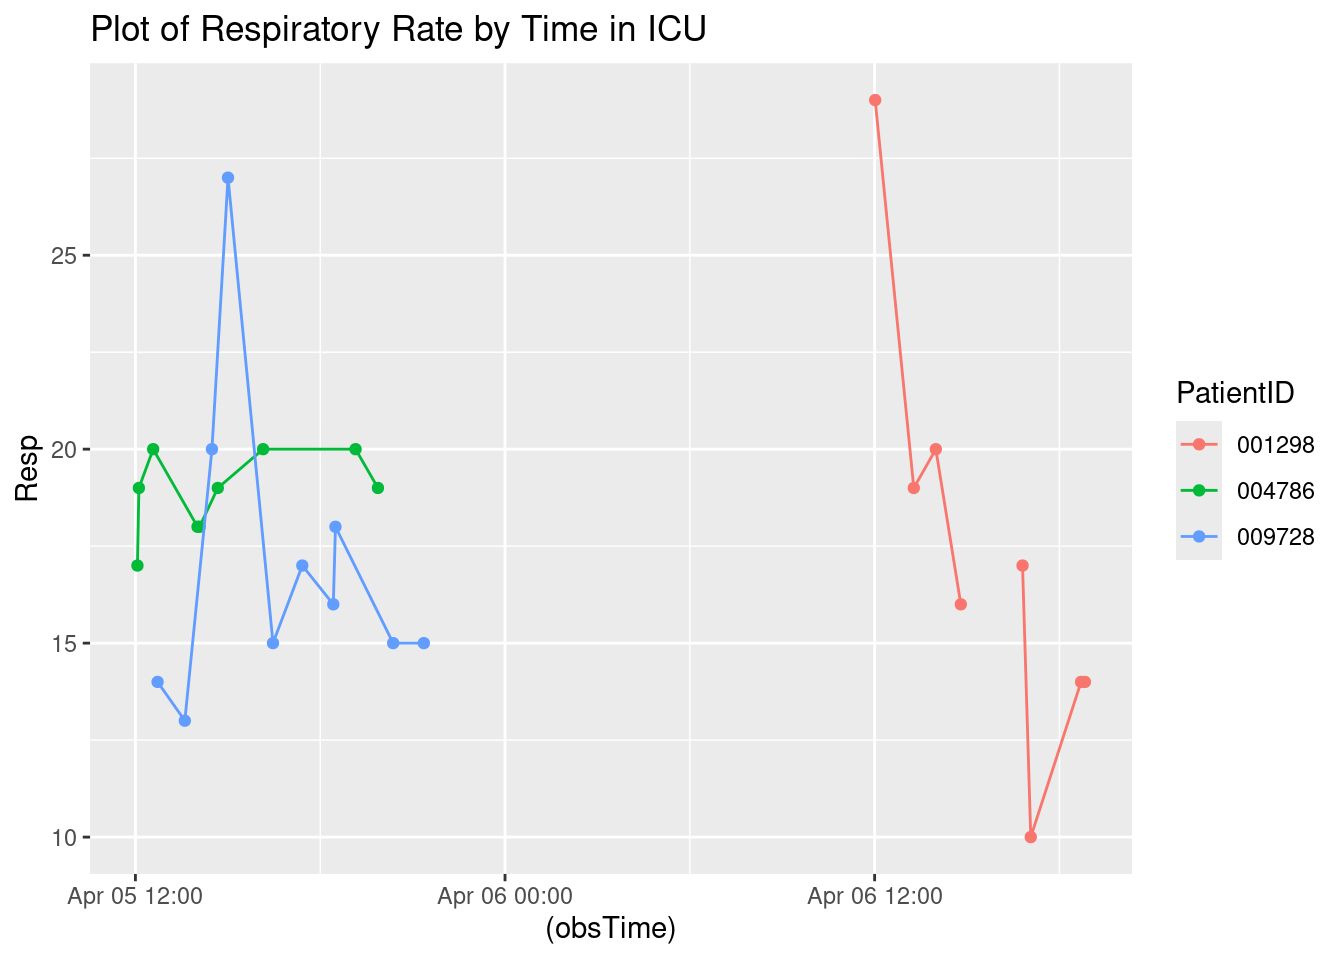 Plot of Respiratory Rate by Time in ICU
Resp
25
20
15
10
Apr 05 12:00
Apr 06 00:00
Apr 06 12:00
(obsTime)
PatientID
001298
004786
009728